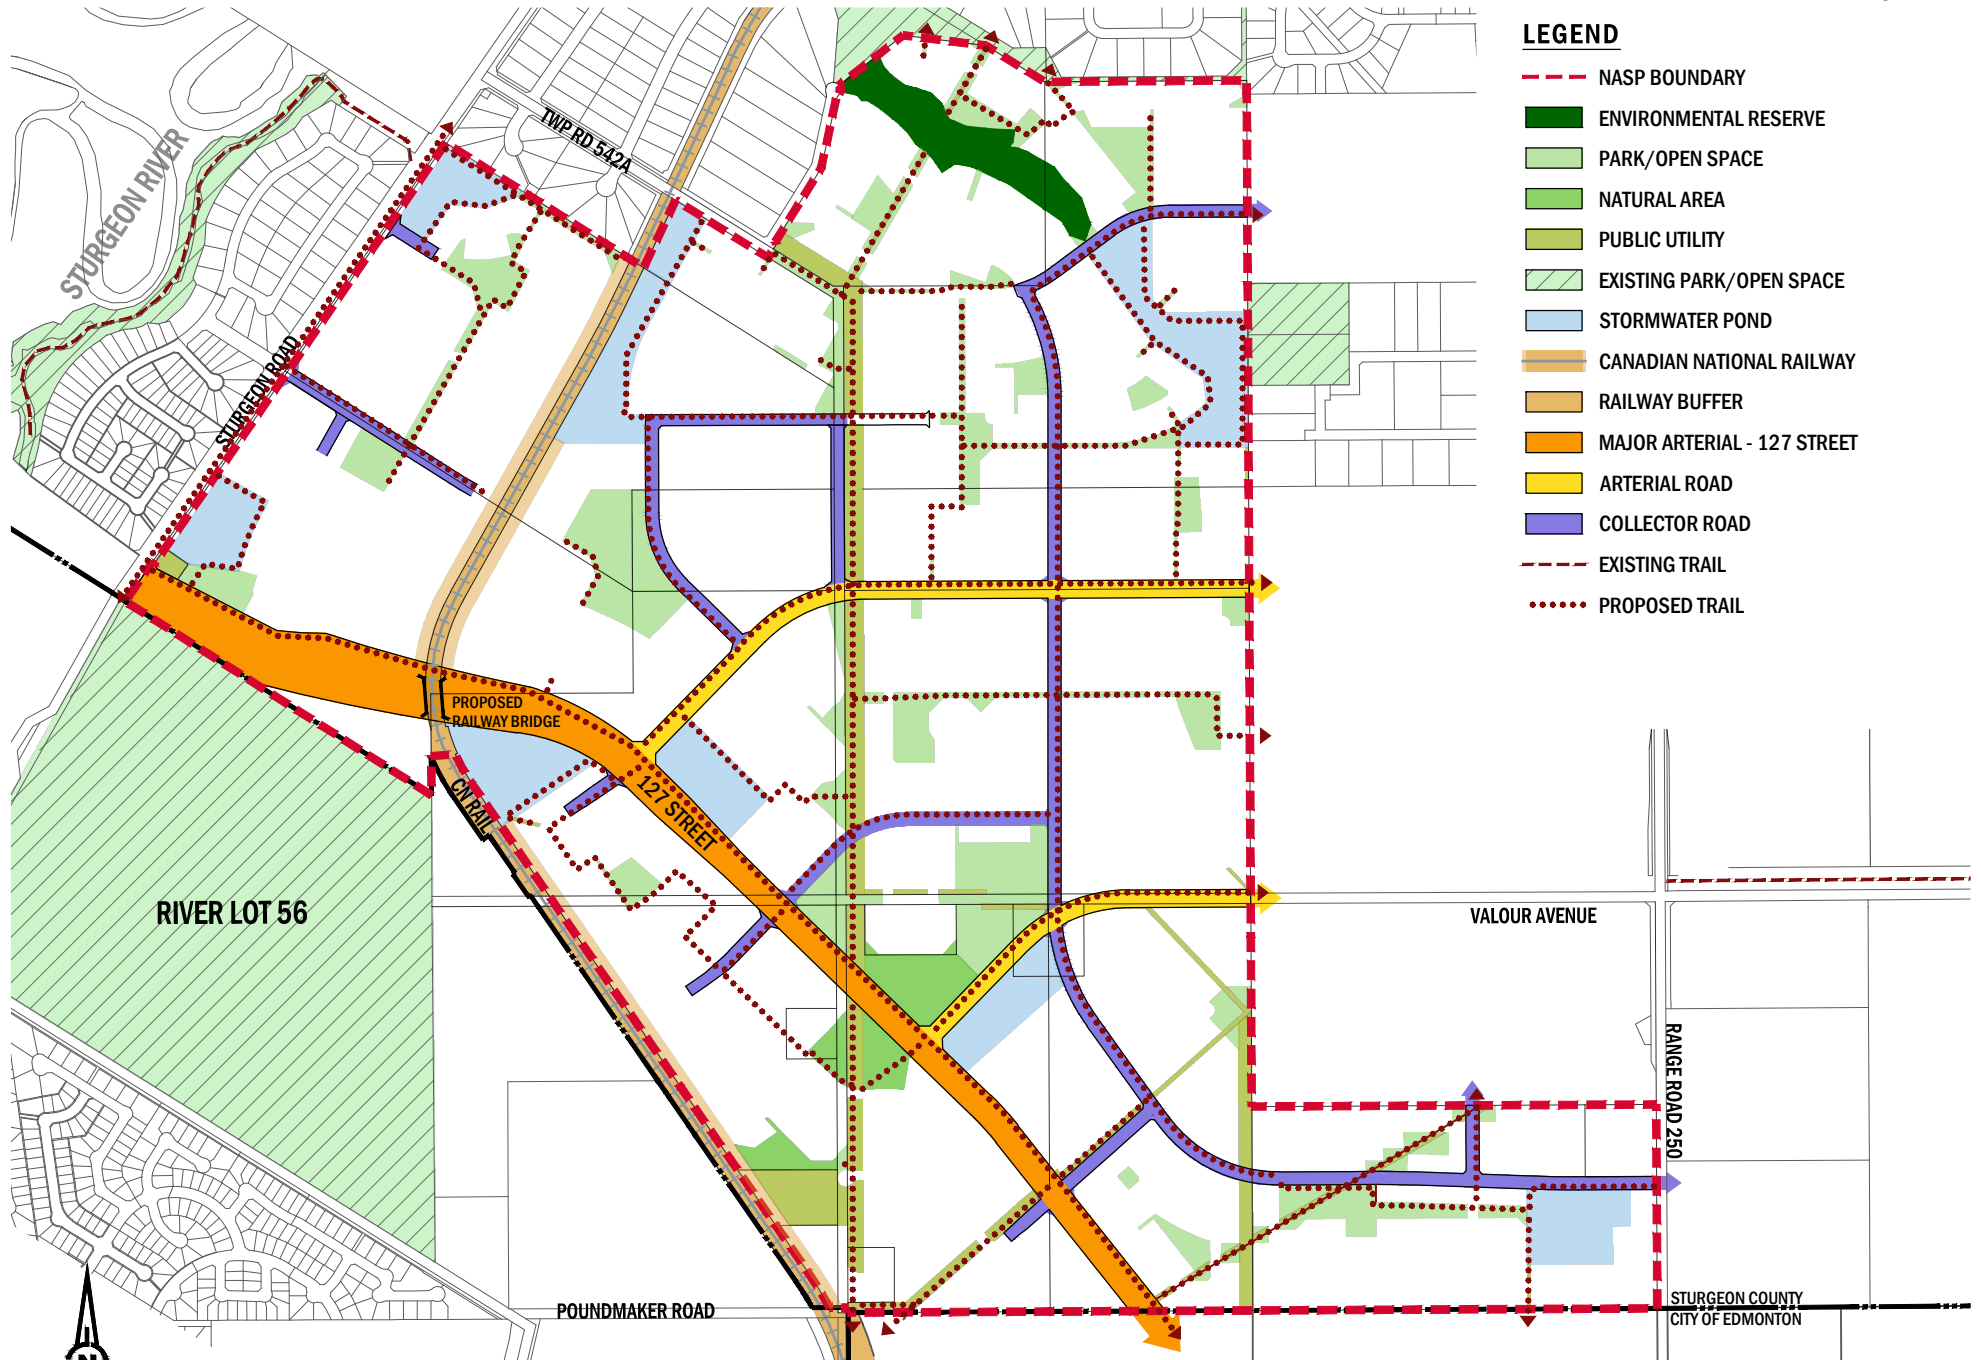 LEGEND
NASP BOUNDARY
ENVIRONMENTAL RESERVE
PARK/OPEN SPACE
NATURAL AREA
PUBLIC UTILITY
EXISTING PARK/OPEN SPACE
STORMWATER POND
CANADIAN NATIONAL RAILWAY
RAILWAY BUFFER
MAJOR ARTERIAL - 127 STREET
ARTERIAL ROAD
COLLECTOR ROAD
EXISTING TRAIL
PROPOSED TRAIL
TWP RD 542A
STURGEON RIVER
STURGEON ROAD
PROPOSED
RAILWAY BRIDGE
CN RAIL
127 STREET
RIVER LOT 56
VALOUR AVENUE
RANGE ROAD 250
POUNDMAKER ROAD
STURGEON COUNTY
CITY OF EDMONTON
N